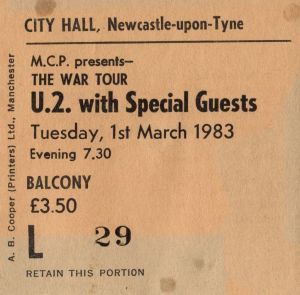 CITY HALL, Newcastle-upon-Tyne
M.C.P. presents—
THE WAR TOUR
U.2. with Special Guests
Tuesday, 1st March 1983
Evening 7.30
BALCONY
£3.50
L 29
RETAIN THIS PORTION
A. B. Cooper (Printers) Ltd., Manchester